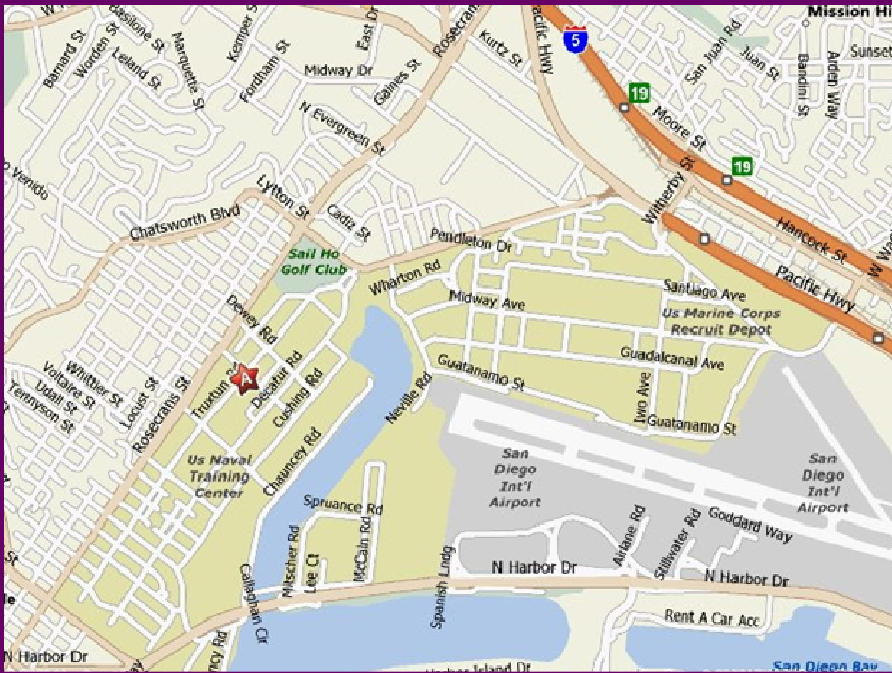 Mission Hi
Basilone St
Kemper St
East Dr
Rosecrans
Kurtz St
Pacific Hwy
5
San Juan Rd
Juan St
Sunset
Barnard St
Worden St
Leland St
Marquette St
Fordham St
Midway Dr
Gaines St
19
Bandini St
Arden Way
N Evergreen St
Moore St
19
Witherby St
Lytton St
Chatsworth Blvd
Cadiz St
Pendleton Dr
Hancock St
W Wa
Sail Ho
Golf Club
Wharton Rd
Midway Ave
Santiago Ave
Pacific Hwy
Us Marine Corps
Recruit Depot
Dewey Rd
Guadalcanal Ave
Guatanamo St
Whittier St
Voltaire St
Udall St
Tennyson St
Locust St
Rosecrans St
Truxtun
A
Decatur Rd
Cushing Rd
Neville Rd
Iwo Ave
Guatanamo St
Us Naval
Training
Center
Chauncey Rd
San
Diego
Int'l
Airport
San
Diego
Int'l
Airport
Spruance Rd
Mitscher Rd
Lee Ct
McCain Rd
Airlane Rd
Stillwater Rd
Goddard Way
Callaghan Cir
Spanish Lndg
N Harbor Dr
N Harbor Dr
Rent A Car Acc
N Harbor Dr
San Diego Bay